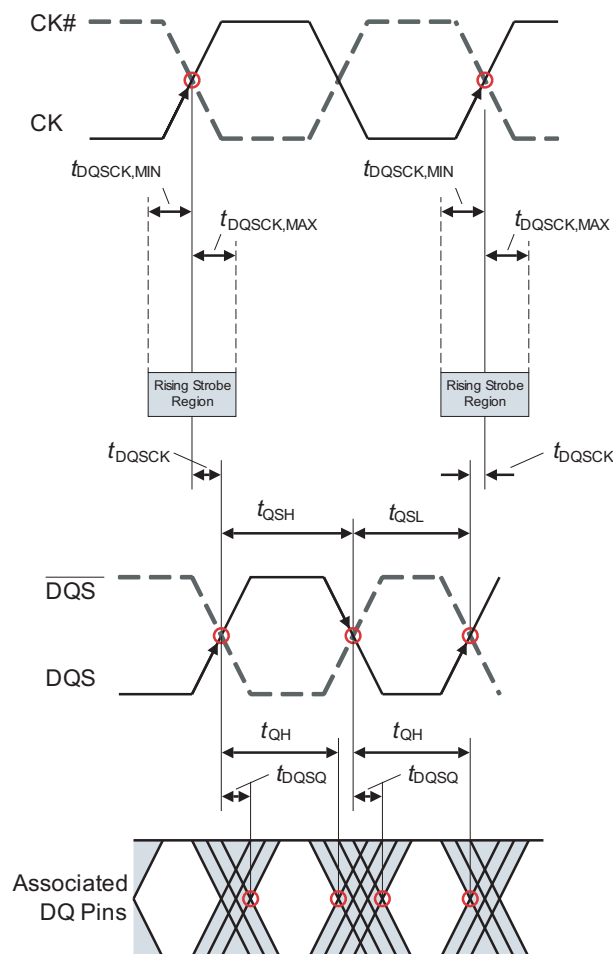 CK#
CK
tDQSCK,MIN
tDQSCK,MIN
tDQSCK,MAX
tDQSCK,MAX
Rising Strobe
Region
Rising Strobe
Region
tDQSCK
tDQSCK
tQSH
tQSL
DQS
DQS
tQH
tQH
tDQSQ
tDQSQ
Associated
DQ Pins